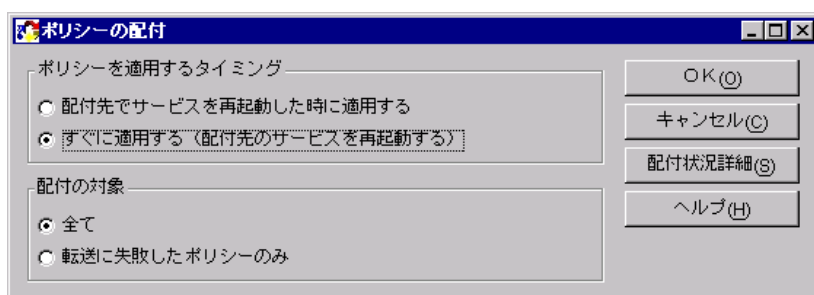 ポリシーの配付
ポリシーを適用するタイミング
配付先でサービスを再起動した時に適用する
すぐに適用する（配付先のサービスを再起動する）
配付の対象
全て
転送に失敗したポリシーのみ
ＯＫ(O)
キャンセル(C)
配付状況詳細(S)
ヘルプ(H)